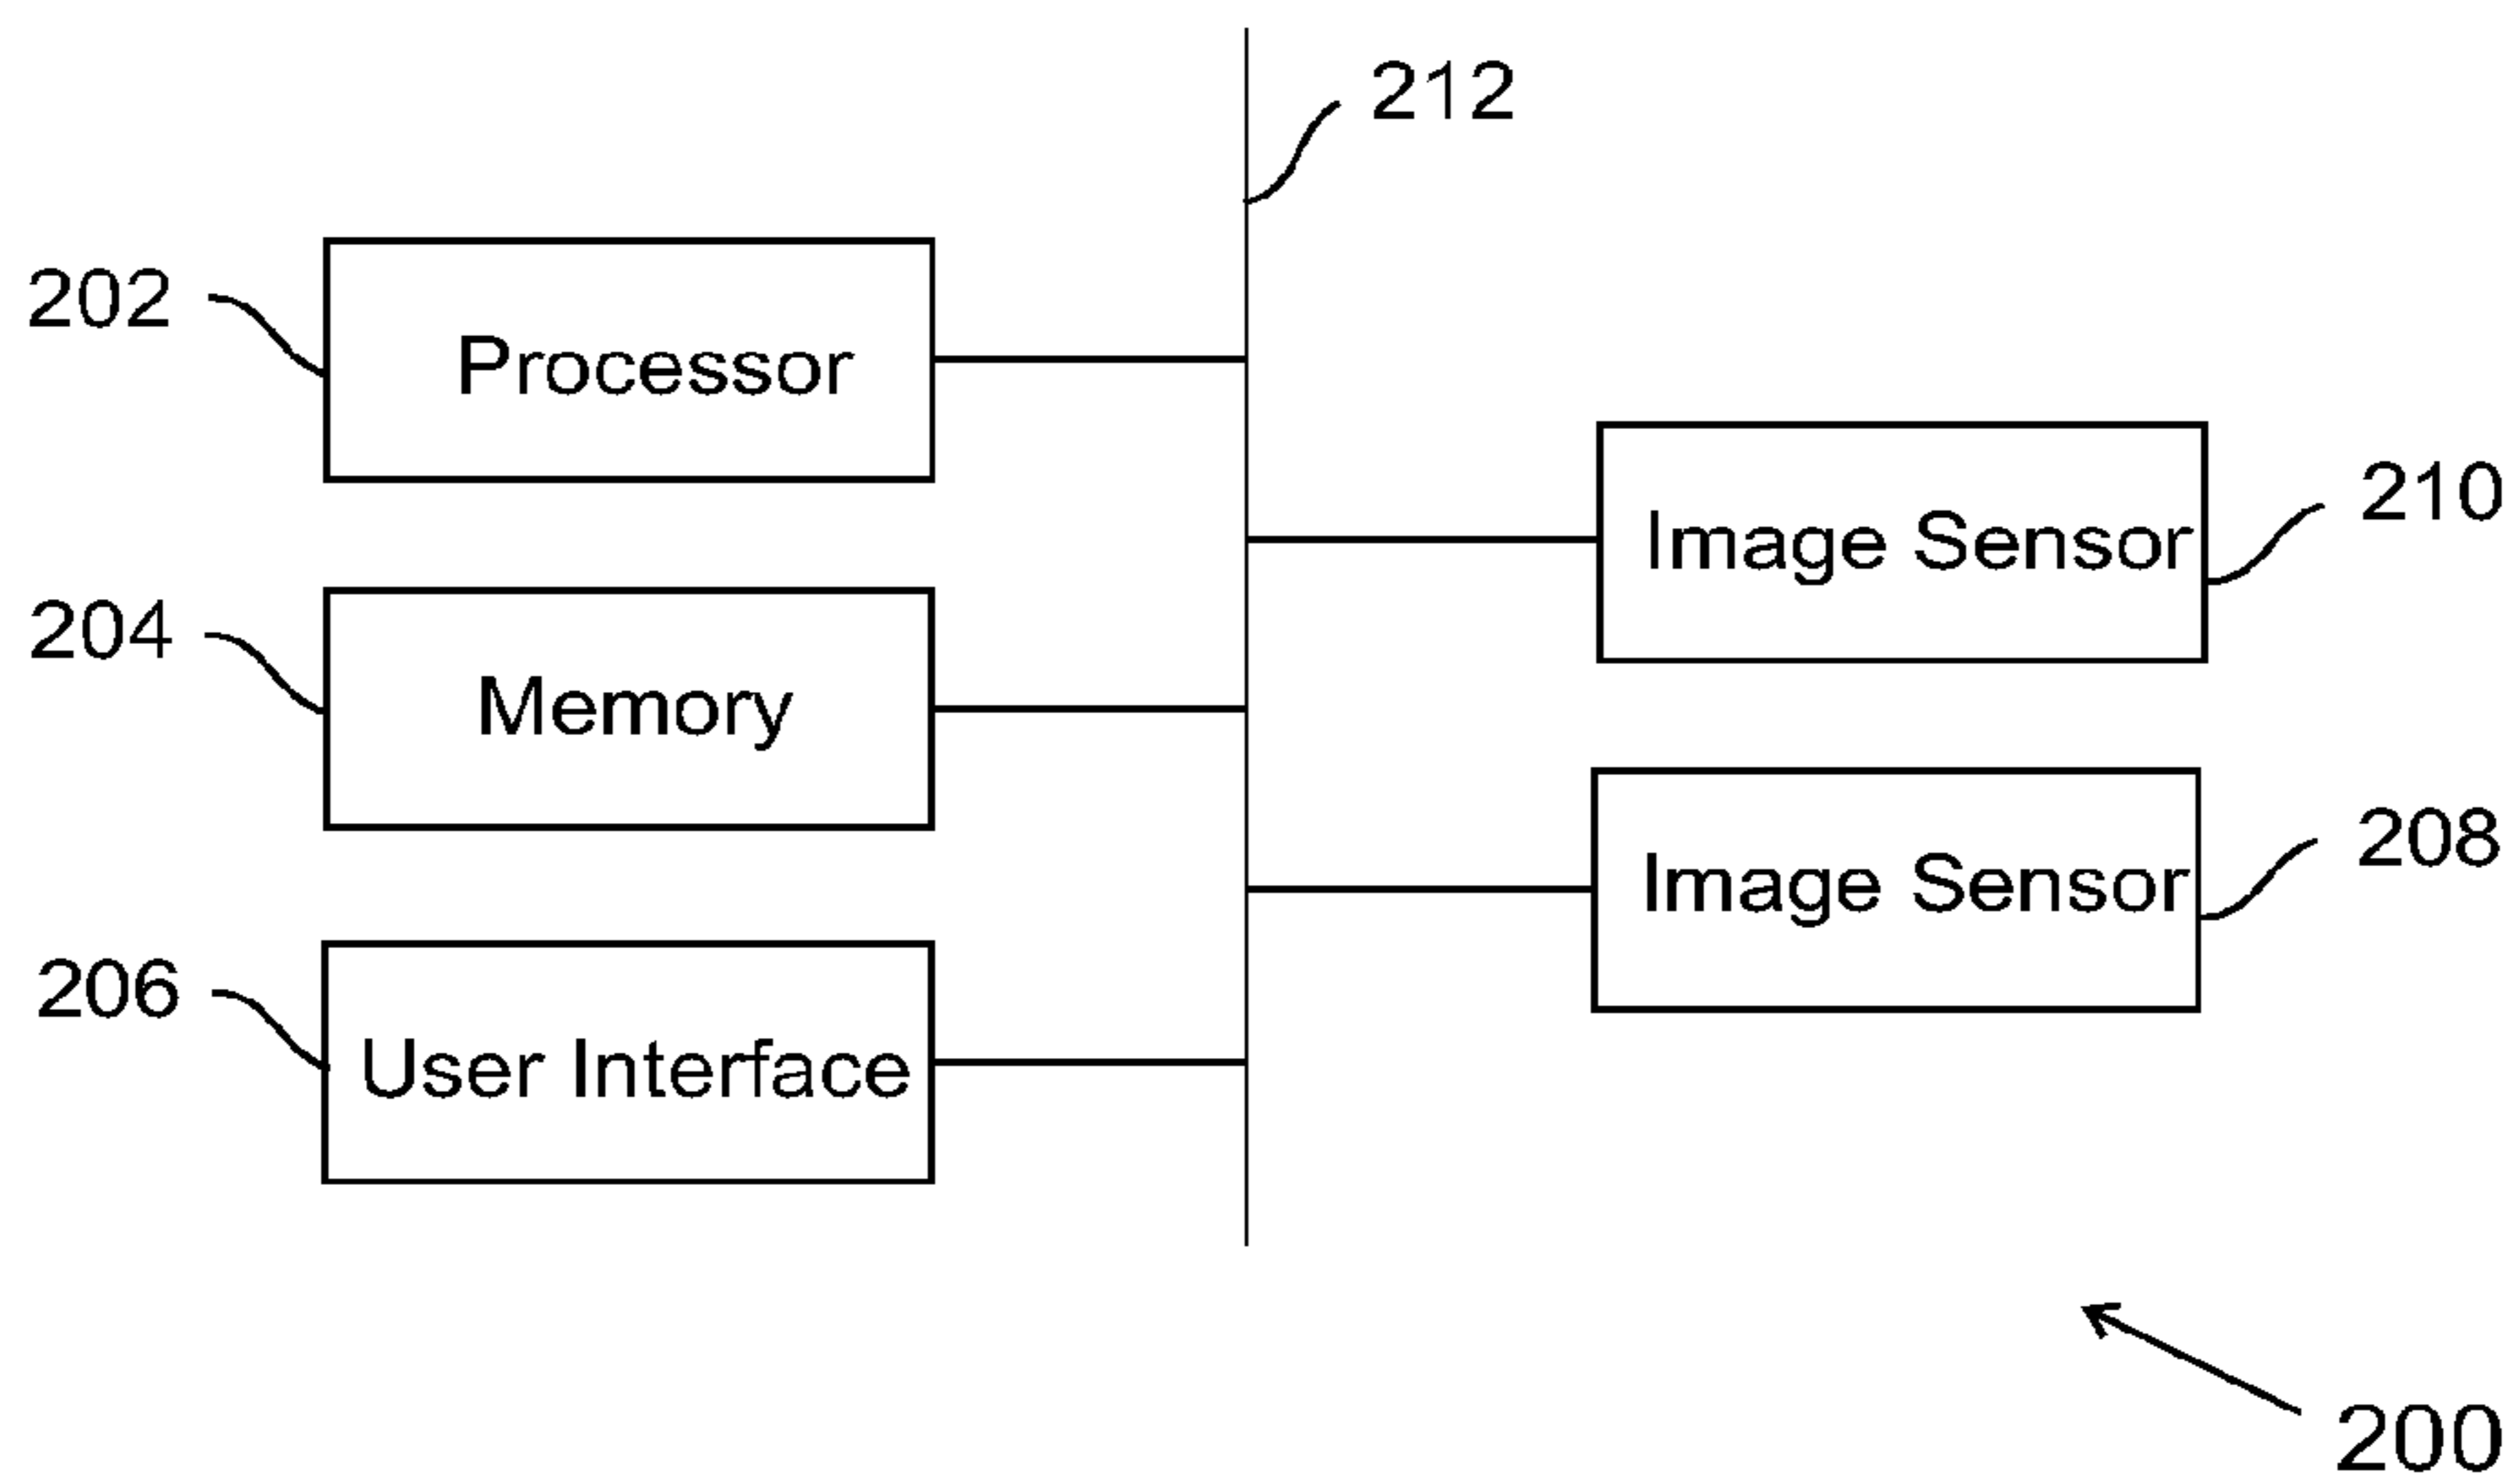 212
202
Processor
210
Image Sensor
204
Memory
208
Image Sensor
206
User Interface
200